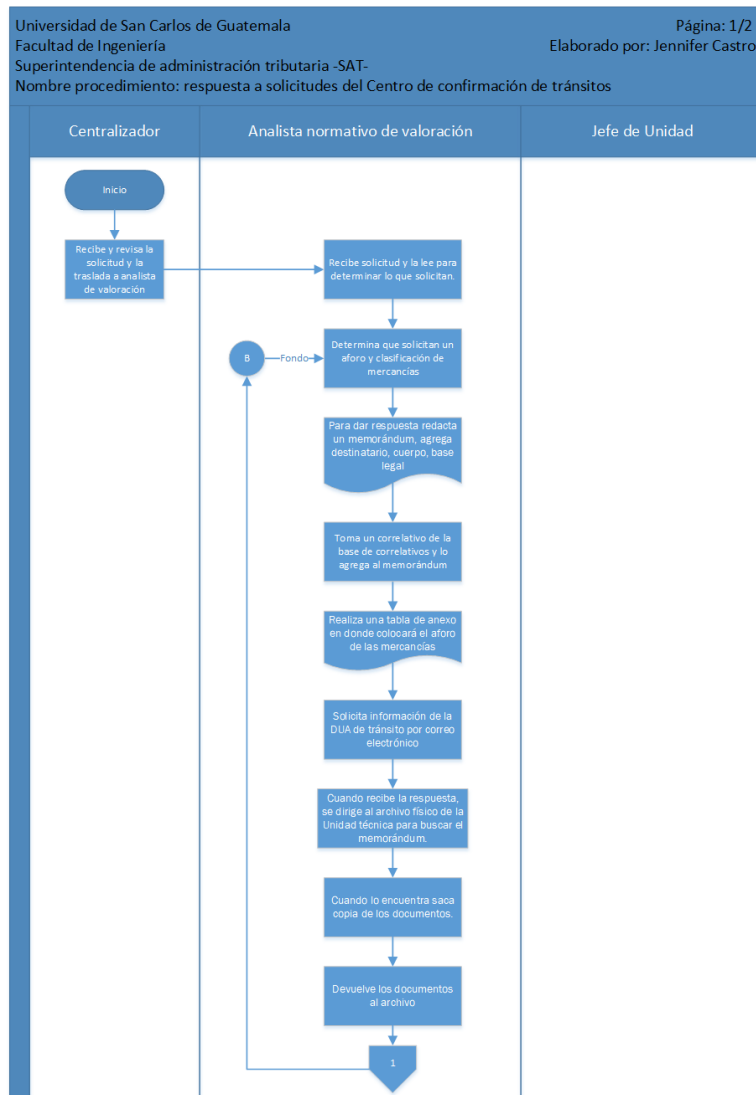 Universidad de San Carlos de Guatemala
Página: 1/2
Facultad de Ingeniería
Elaborado por: Jennifer Castro
Superintendencia de administración tributaria -SAT-
Nombre procedimiento: respuesta a solicitudes del Centro de confirmación de tránsitos
Centralizador
Analista normativo de valoración
Jefe de Unidad
Inicio
Recibe y revisa la
solicitud y la
traslada a analista
de valoración
Recibe solicitud y la lee para
determinar lo que solicitan.
B
Fondo
Determina que solicitan un
aforo y clasificación de
mercancías
Para dar respuesta redacta
un memorándum, agrega
destinatario, cuerpo, base
legal
Toma un correlativo de la
base de correlativos y lo
agrega al memorándum
Realiza una tabla de anexo
en donde colocará el aforo
de las mercancías
Solicita información de la
DUA de tránsito por correo
electrónico
Cuando recibe la respuesta,
se dirige al archivo físico de la
Unidad técnica para buscar el
memorándum.
Cuando lo encuentra saca
copia de los documentos.
Devuelve los documentos
al archivo
1